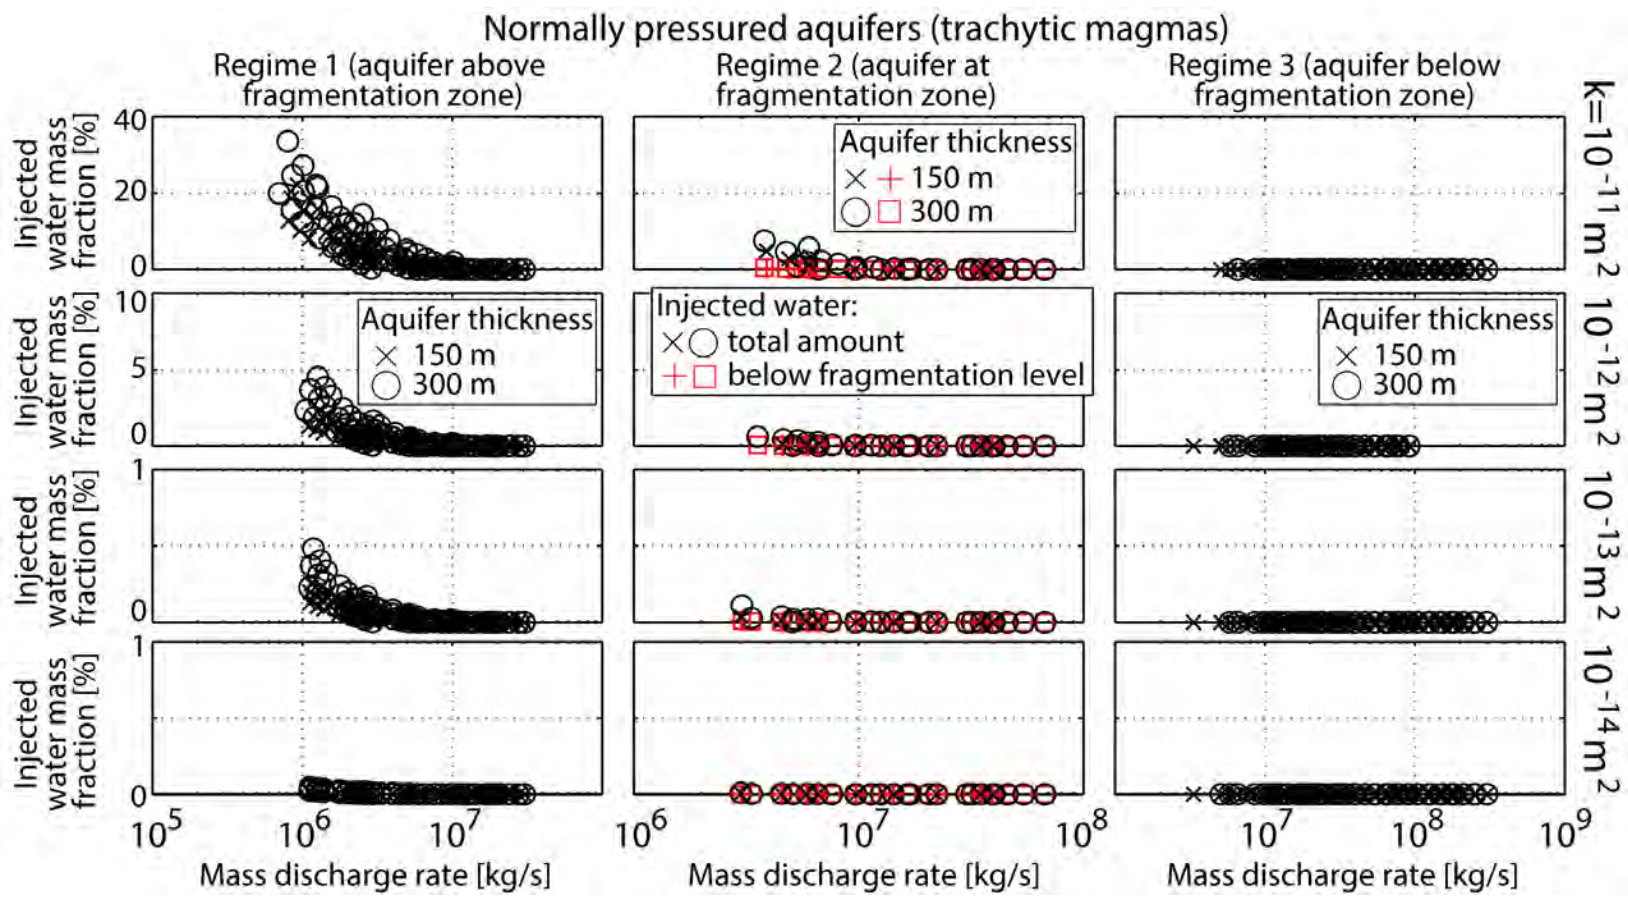 Normally pressured aquifers (trachytic magmas)
Regime 1 (aquifer above
fragmentation zone)
Regime 2 (aquifer at
fragmentation zone)
Regime 3 (aquifer below
fragmentation zone)
Injected
water mass
fraction [%]
40
20
0
Aquifer thickness
150 m
300 m
k=10⁻¹¹ m²
Injected
water mass
fraction [%]
10
5
0
Aquifer thickness
150 m
300 m
Injected water:
total amount
below fragmentation level
Aquifer thickness
150 m
300 m
10⁻¹² m²
Injected
water mass
fraction [%]
1
0
10⁻¹³ m²
Injected
water mass
fraction [%]
1
0
10⁻¹⁴ m²
10⁵ 10⁶ 10⁷
10⁶ 10⁷ 10⁸
10⁷ 10⁸ 10⁹
Mass discharge rate [kg/s]
Mass discharge rate [kg/s]
Mass discharge rate [kg/s]